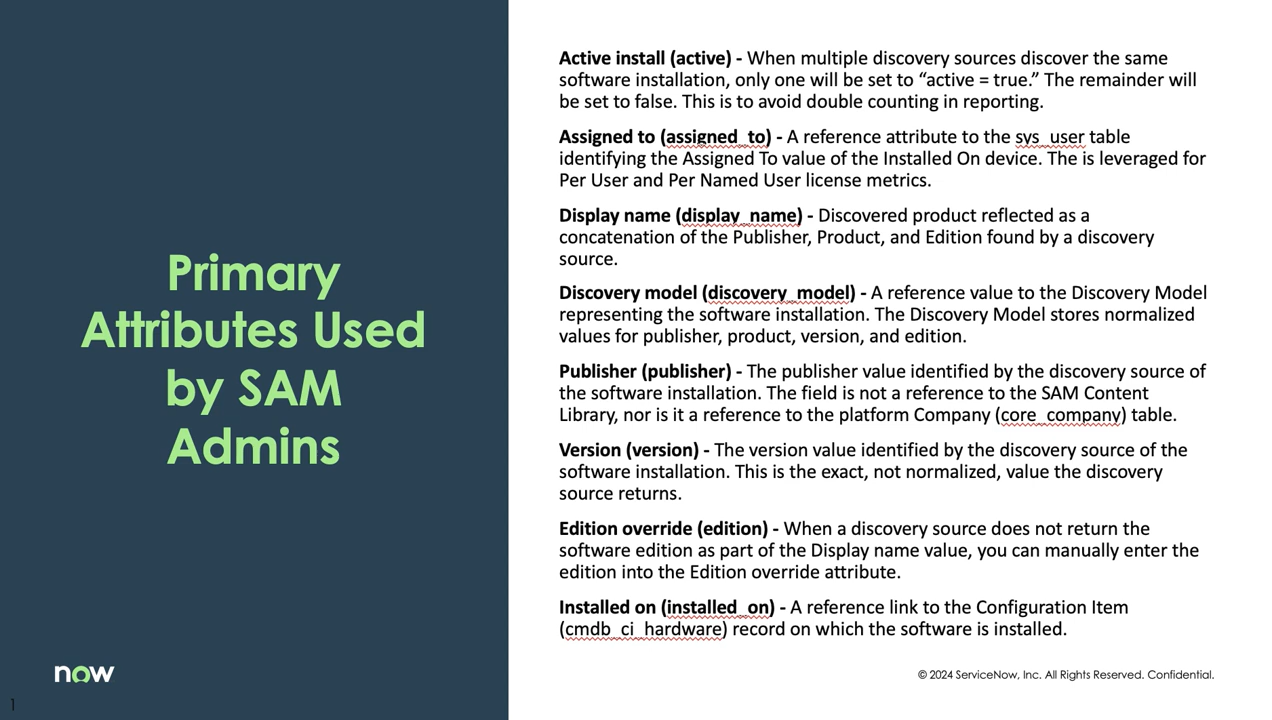 Primary
Attributes Used
by SAM
Admins
now
1
Active install (active) - When multiple discovery sources discover the same
software installation, only one will be set to “active = true.” The remainder will
be set to false. This is to avoid double counting in reporting.
Assigned to (assigned_to) - A reference attribute to the sys_user table
identifying the Assigned To value of the Installed On device. The is leveraged for
Per User and Per Named User license metrics.
Display name (display_name) - Discovered product reflected as a
concatenation of the Publisher, Product, and Edition found by a discovery
source.
Discovery model (discovery_model) - A reference value to the Discovery Model
representing the software installation. The Discovery Model stores normalized
values for publisher, product, version, and edition.
Publisher (publisher) - The publisher value identified by the discovery source of
the software installation. The field is not a reference to the SAM Content
Library, nor is it a reference to the platform Company (core_company) table.
Version (version) - The version value identified by the discovery source of the
software installation. This is the exact, not normalized, value the discovery
source returns.
Edition override (edition) - When a discovery source does not return the
software edition as part of the Display name value, you can manually enter the
edition into the Edition override attribute.
Installed on (installed_on) - A reference link to the Configuration Item
(cmdb_ci_hardware) record on which the software is installed.
© 2024 ServiceNow, Inc. All Rights Reserved. Confidential.